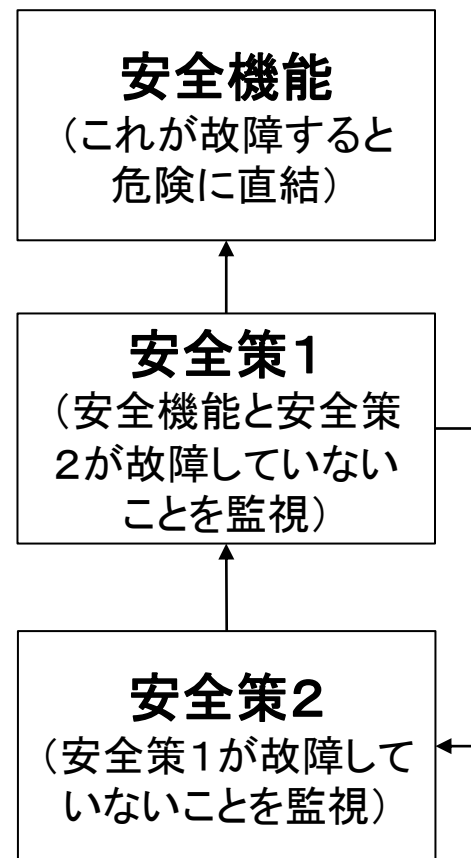 安全機能
（これが故障すると
危険に直結）
安全策１
（安全機能と安全策
２が故障していない
ことを監視）
安全策２
（安全策１が故障して
いないことを監視）